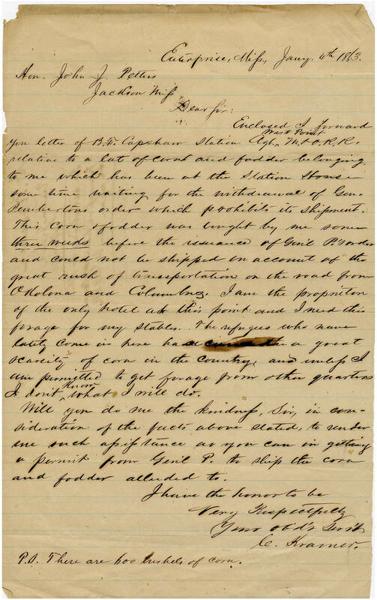 Enterprise, Miss, Jany. 4th 1863.
Hon. John J. Pettus
Jackson Miss
Dear Sir:
Enclosed I forward
West Point
you letter of B.F. Capshaw Station Agt. M. & O. R. R.
relation to a lot of corn and fodder belonging
to me which has been at the Station House
some time waiting for the withdrawal of Genl
Pembertons order which prohibits its shipment.
This corn & fodder was bought by me some
three weeks before the issuance of Genl P's order
and could not be shipped on account of the
great rush of transportation on the road from
Okolona and Columbus. I am the proprietor
of the only hotel at this point and I need this
forage for my stables. The refugees who have
lately come in here have a great
scarcity of corn in the Country, and unless I
am permitted to get forage from other quarters
I don't know what I will do.
Will you do me the kindness, Sir, in con-
sideration of the facts above stated, to render
me such assistance as you can in getting
a permit from Genl P. to ship the corn
and fodder alluded to.
I have the honor to be
Very Respectfully
Your Obd't Servt
C. Kramer.
P.S. There are 600 bushels of corn.